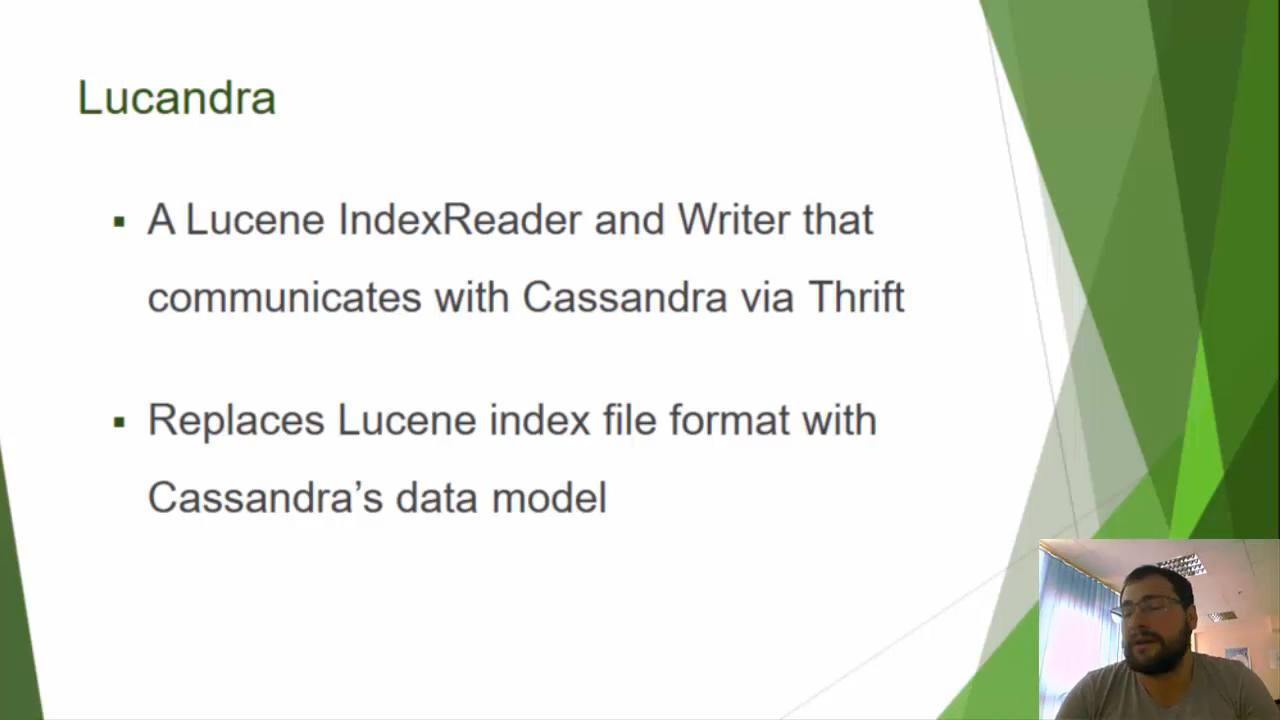 Lucandra
▪ A Lucene IndexReader and Writer that
communicates with Cassandra via Thrift
▪ Replaces Lucene index file format with
Cassandra’s data model